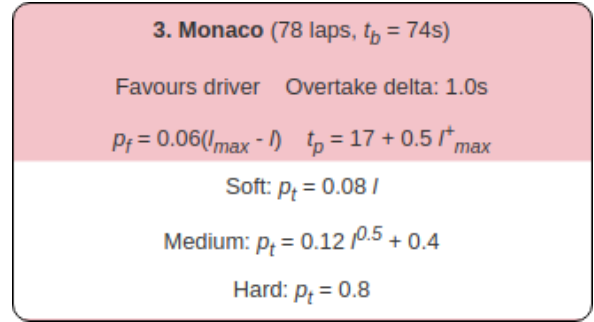 3. Monaco (78 laps, t_b = 74s)
Favours driver Overtake delta: 1.0s
p_f = 0.06(l_max - l) t_p = 17 + 0.5 l^+_max
Soft: p_t = 0.08 l
Medium: p_t = 0.12 l^0.5 + 0.4
Hard: p_t = 0.8